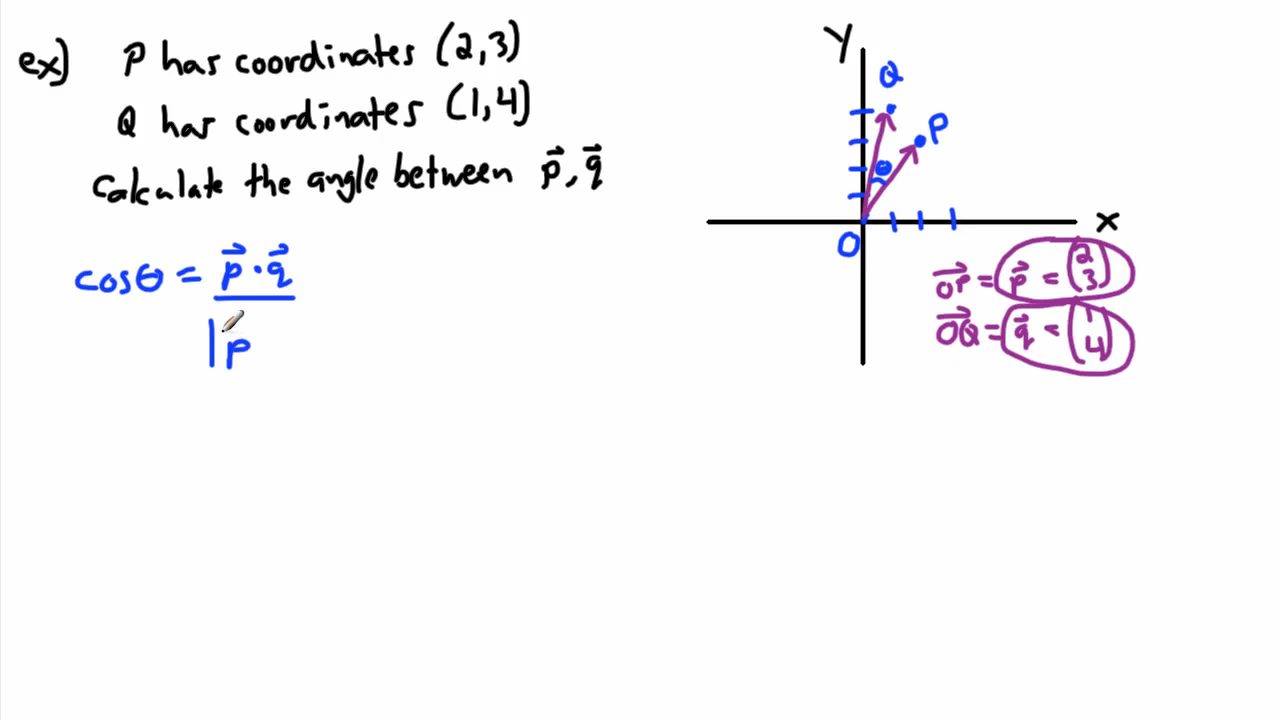 ex) P has coordinates (2,3)
Q has coordinates (1,4)
Calculate the angle between p⃗, q⃗
cosθ = p⃗·q⃗
|p
Y
Q
P
θ
O
x
OP⃗ = p⃗ = (2 3)
OQ⃗ = q⃗ = (1 4)